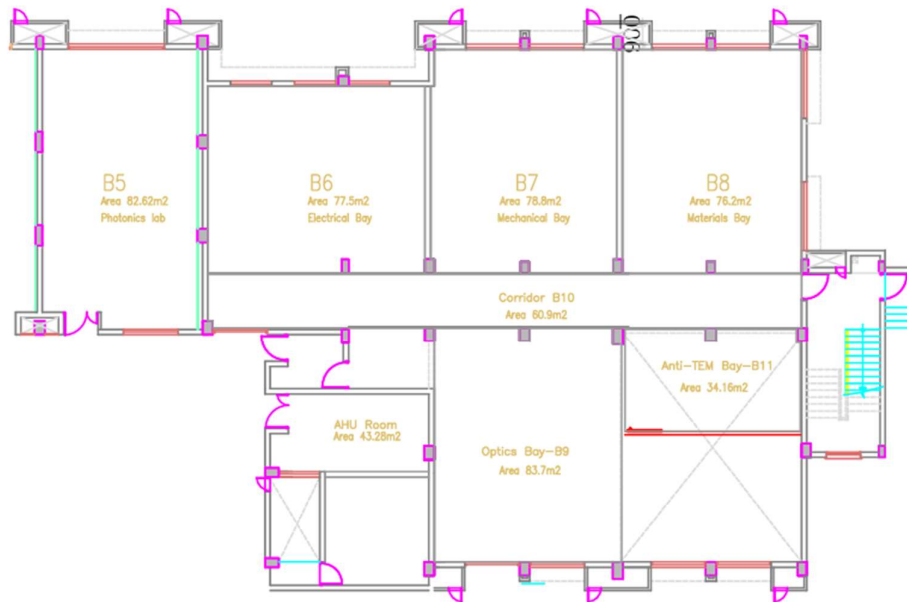 930
B5
Area 82.62m2
Photonics lab
B6
Area 77.5m2
Electrical Bay
B7
Area 78.8m2
Mechanical Bay
B8
Area 76.2m2
Materials Bay
Corridor B10
Area 60.9m2
Anti-TEM Bay-B11
Area 34.16m2
AHU Room
Area 43.28m2
Optics Bay-B9
Area 83.7m2